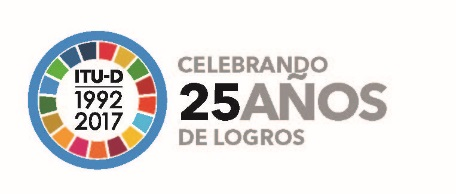 ITU-D
1992
2017
CELEBRANDO
25AÑOS
DE LOGROS